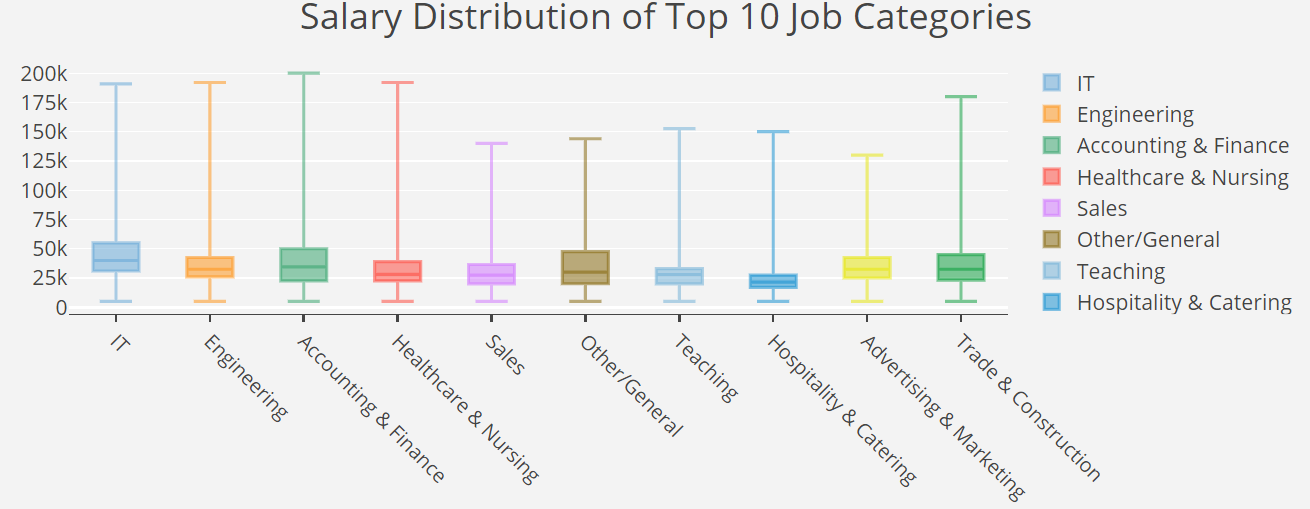 Salary Distribution of Top 10 Job Categories
200k
175k
150k
125k
100k
75k
50k
25k
0
IT
Engineering
Accounting & Finance
Healthcare & Nursing
Sales
Other/General
Teaching
Hospitality & Catering
Advertising & Marketing
Trade & Construction
IT
Engineering
Accounting & Finance
Healthcare & Nursing
Sales
Other/General
Teaching
Hospitality & Catering